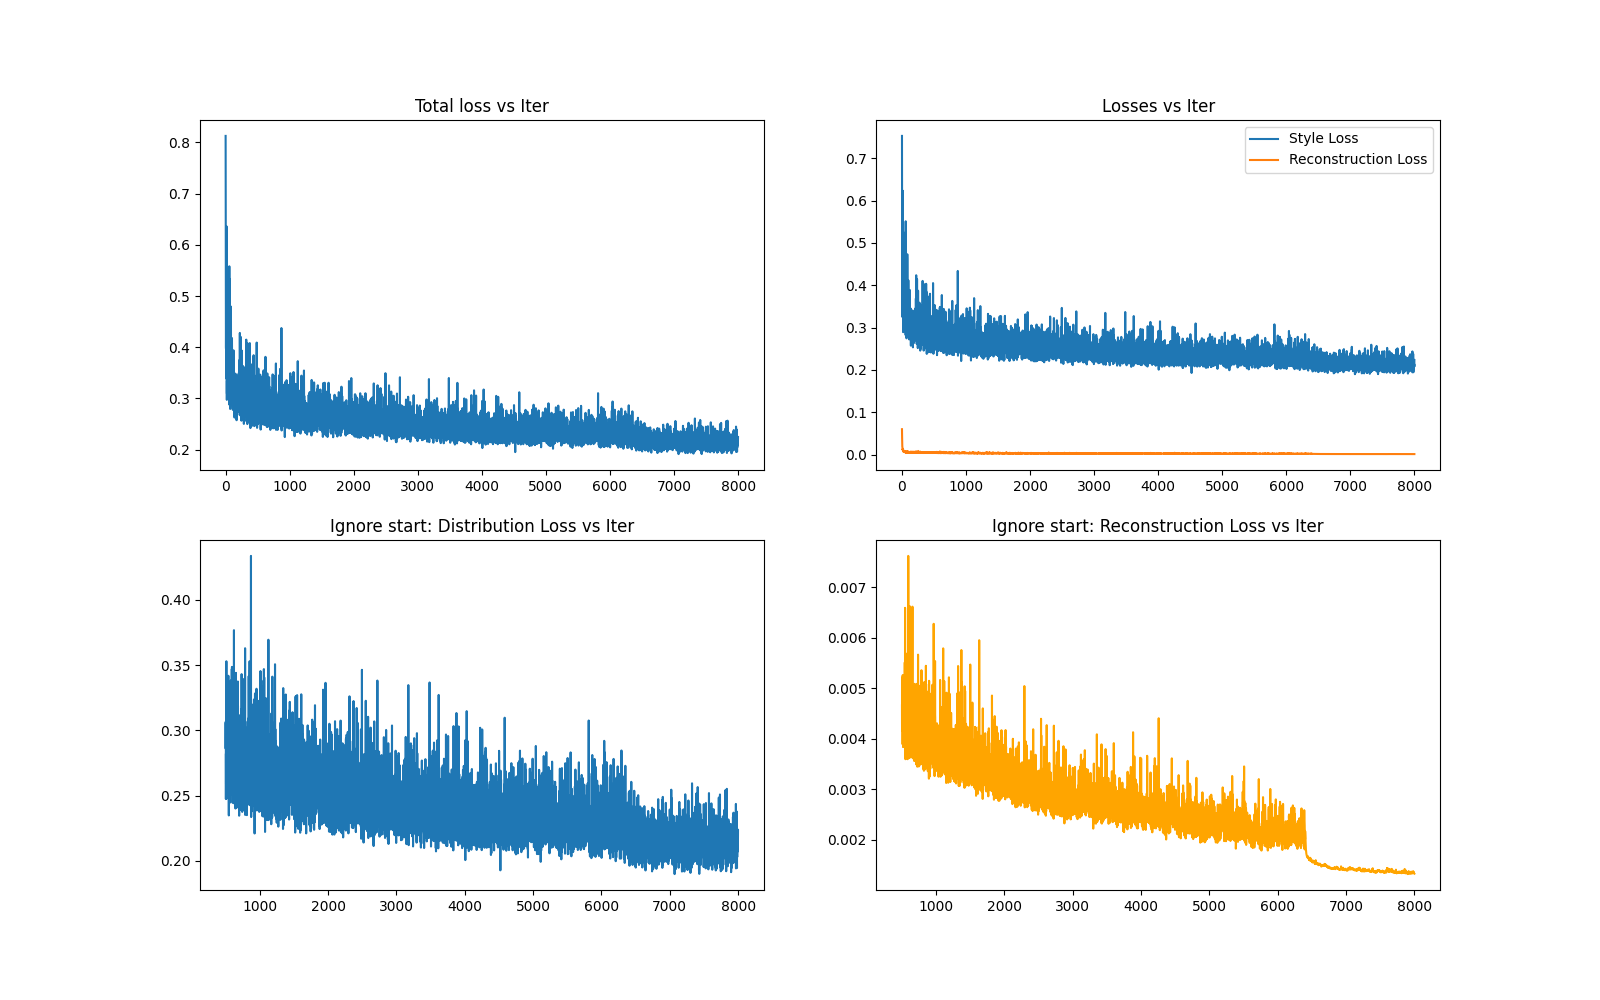 Total loss vs Iter
0.8
0.7
0.6
0.5
0.4
0.3
0.2
0 1000 2000 3000 4000 5000 6000 7000 8000
Losses vs Iter
Style Loss
Reconstruction Loss
0.7
0.6
0.5
0.4
0.3
0.2
0.1
0.0
0 1000 2000 3000 4000 5000 6000 7000 8000
Ignore start: Distribution Loss vs Iter
0.40
0.35
0.30
0.25
0.20
1000 2000 3000 4000 5000 6000 7000 8000
Ignore start: Reconstruction Loss vs Iter
0.007
0.006
0.005
0.004
0.003
0.002
1000 2000 3000 4000 5000 6000 7000 8000